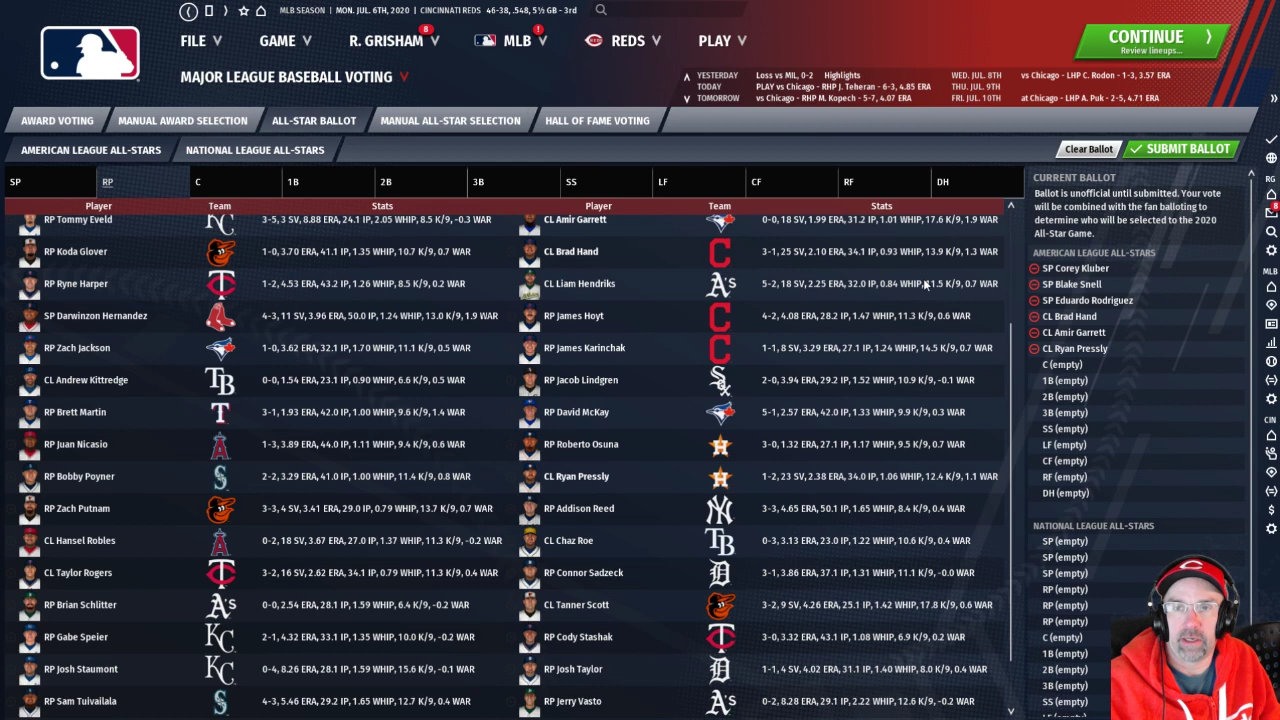 MLB SEASON | MON. JUL. 6TH, 2020 | CINCINNATI REDS 46-38, .548, 5½ GB - 3rd
FILE GAME R. GRISHAM 8 MLB ! REDS PLAY
CONTINUE
Review lineups...
MAJOR LEAGUE BASEBALL VOTING
YESTERDAY Loss vs MIL, 0-2 Highlights WED. JUL. 8TH vs Chicago - LHP C. Rodon - 1-3, 3.57 ERA
TODAY PLAY vs Chicago - RHP J. Teheran - 6-3, 4.85 ERA THU. JUL. 9TH
TOMORROW vs Chicago - RHP M. Kopech - 5-7, 4.07 ERA FRI. JUL. 10TH at Chicago - LHP A. Puk - 2-5, 4.71 ERA
AWARD VOTING MANUAL AWARD SELECTION ALL-STAR BALLOT MANUAL ALL-STAR SELECTION HALL OF FAME VOTING
AMERICAN LEAGUE ALL-STARS NATIONAL LEAGUE ALL-STARS Clear Ballot SUBMIT BALLOT
SP RP C 1B 2B 3B SS LF CF RF DH
Player Team Stats Player Team Stats
RP Tommy Eveld 3-5, 3 SV, 8.88 ERA, 24.1 IP, 2.05 WHIP, 8.5 K/9, -0.3 WAR CL Amir Garrett 0-0, 18 SV, 1.99 ERA, 31.2 IP, 1.01 WHIP, 17.6 K/9, 1.9 WAR
RP Koda Glover 1-0, 3.70 ERA, 41.1 IP, 1.35 WHIP, 10.7 K/9, 0.7 WAR CL Brad Hand 3-1, 25 SV, 2.10 ERA, 34.1 IP, 0.93 WHIP, 13.9 K/9, 1.3 WAR
RP Ryne Harper 1-2, 4.53 ERA, 43.2 IP, 1.26 WHIP, 8.5 K/9, 0.2 WAR CL Liam Hendriks 5-2, 18 SV, 2.25 ERA, 32.0 IP, 0.84 WHIP, 11.5 K/9, 0.7 WAR
SP Darwinzon Hernandez 4-3, 11 SV, 3.96 ERA, 50.0 IP, 1.24 WHIP, 13.0 K/9, 1.9 WAR RP James Hoyt 4-2, 4.08 ERA, 28.2 IP, 1.47 WHIP, 11.3 K/9, 0.6 WAR
RP Zach Jackson 1-0, 3.62 ERA, 32.1 IP, 1.70 WHIP, 11.1 K/9, 0.5 WAR RP James Karinchak 1-1, 8 SV, 3.29 ERA, 27.1 IP, 1.24 WHIP, 14.5 K/9, 0.7 WAR
CL Andrew Kittredge 0-0, 1.54 ERA, 23.1 IP, 0.90 WHIP, 6.6 K/9, 0.5 WAR RP Jacob Lindgren 2-0, 3.94 ERA, 29.2 IP, 1.52 WHIP, 10.9 K/9, -0.1 WAR
RP Brett Martin 3-1, 1.93 ERA, 42.0 IP, 1.00 WHIP, 9.6 K/9, 1.4 WAR RP David McKay 5-1, 2.57 ERA, 42.0 IP, 1.33 WHIP, 9.9 K/9, 0.3 WAR
RP Juan Nicasio 1-3, 3.89 ERA, 44.0 IP, 1.11 WHIP, 9.4 K/9, 0.6 WAR RP Roberto Osuna 3-0, 1.32 ERA, 27.1 IP, 1.17 WHIP, 9.5 K/9, 0.7 WAR
RP Bobby Poyner 2-2, 3.29 ERA, 41.0 IP, 1.00 WHIP, 11.4 K/9, 0.8 WAR CL Ryan Pressly 1-2, 23 SV, 2.38 ERA, 34.0 IP, 1.06 WHIP, 12.4 K/9, 1.1 WAR
RP Zach Putnam 3-3, 4 SV, 3.41 ERA, 29.0 IP, 0.79 WHIP, 13.7 K/9, 0.7 WAR RP Addison Reed 3-3, 4.65 ERA, 50.1 IP, 1.65 WHIP, 8.4 K/9, 0.4 WAR
CL Hansel Robles 0-2, 18 SV, 3.67 ERA, 27.0 IP, 1.37 WHIP, 11.3 K/9, -0.2 WAR CL Chaz Roe 0-3, 3.13 ERA, 23.0 IP, 1.22 WHIP, 10.6 K/9, 0.4 WAR
CL Taylor Rogers 3-2, 16 SV, 2.62 ERA, 34.1 IP, 0.79 WHIP, 11.3 K/9, 0.4 WAR RP Connor Sadzeck 3-1, 3.86 ERA, 37.1 IP, 1.31 WHIP, 11.1 K/9, -0.0 WAR
RP Brian Schlitter 0-0, 2.54 ERA, 28.1 IP, 1.59 WHIP, 6.4 K/9, -0.2 WAR CL Tanner Scott 3-2, 9 SV, 4.26 ERA, 25.1 IP, 1.42 WHIP, 17.8 K/9, 0.6 WAR
RP Gabe Speier 2-1, 4.32 ERA, 33.1 IP, 1.35 WHIP, 10.0 K/9, -0.2 WAR RP Cody Stashak 3-0, 3.32 ERA, 43.1 IP, 1.08 WHIP, 6.9 K/9, 0.2 WAR
RP Josh Staumont 0-4, 8.26 ERA, 28.1 IP, 1.59 WHIP, 15.6 K/9, -0.1 WAR RP Josh Taylor 1-1, 4 SV, 4.02 ERA, 31.1 IP, 1.40 WHIP, 8.0 K/9, 0.4 WAR
RP Sam Tuivailala 4-3, 5.46 ERA, 29.2 IP, 1.65 WHIP, 12.7 K/9, 0.4 WAR RP Jerry Vasto 0-2, 8.28 ERA, 29.1 IP, 2.22 WHIP, 12.6 K/9, -0.2 WAR
CURRENT BALLOT
Ballot is unofficial until submitted. Your vote
will be combined with the fan balloting to
determine who will be selected to the 2020
All-Star Game.
AMERICAN LEAGUE ALL-STARS
SP Corey Kluber
SP Blake Snell
SP Eduardo Rodriguez
CL Brad Hand
CL Amir Garrett
CL Ryan Pressly
C (empty)
1B (empty)
2B (empty)
3B (empty)
SS (empty)
LF (empty)
CF (empty)
RF (empty)
DH (empty)
NATIONAL LEAGUE ALL-STARS
SP (empty)
SP (empty)
SP (empty)
RP (empty)
RP (empty)
RP (empty)
C (empty)
1B (empty)
2B (empty)
3B (empty)
SS (empty)
RG
8
MLB
CIN